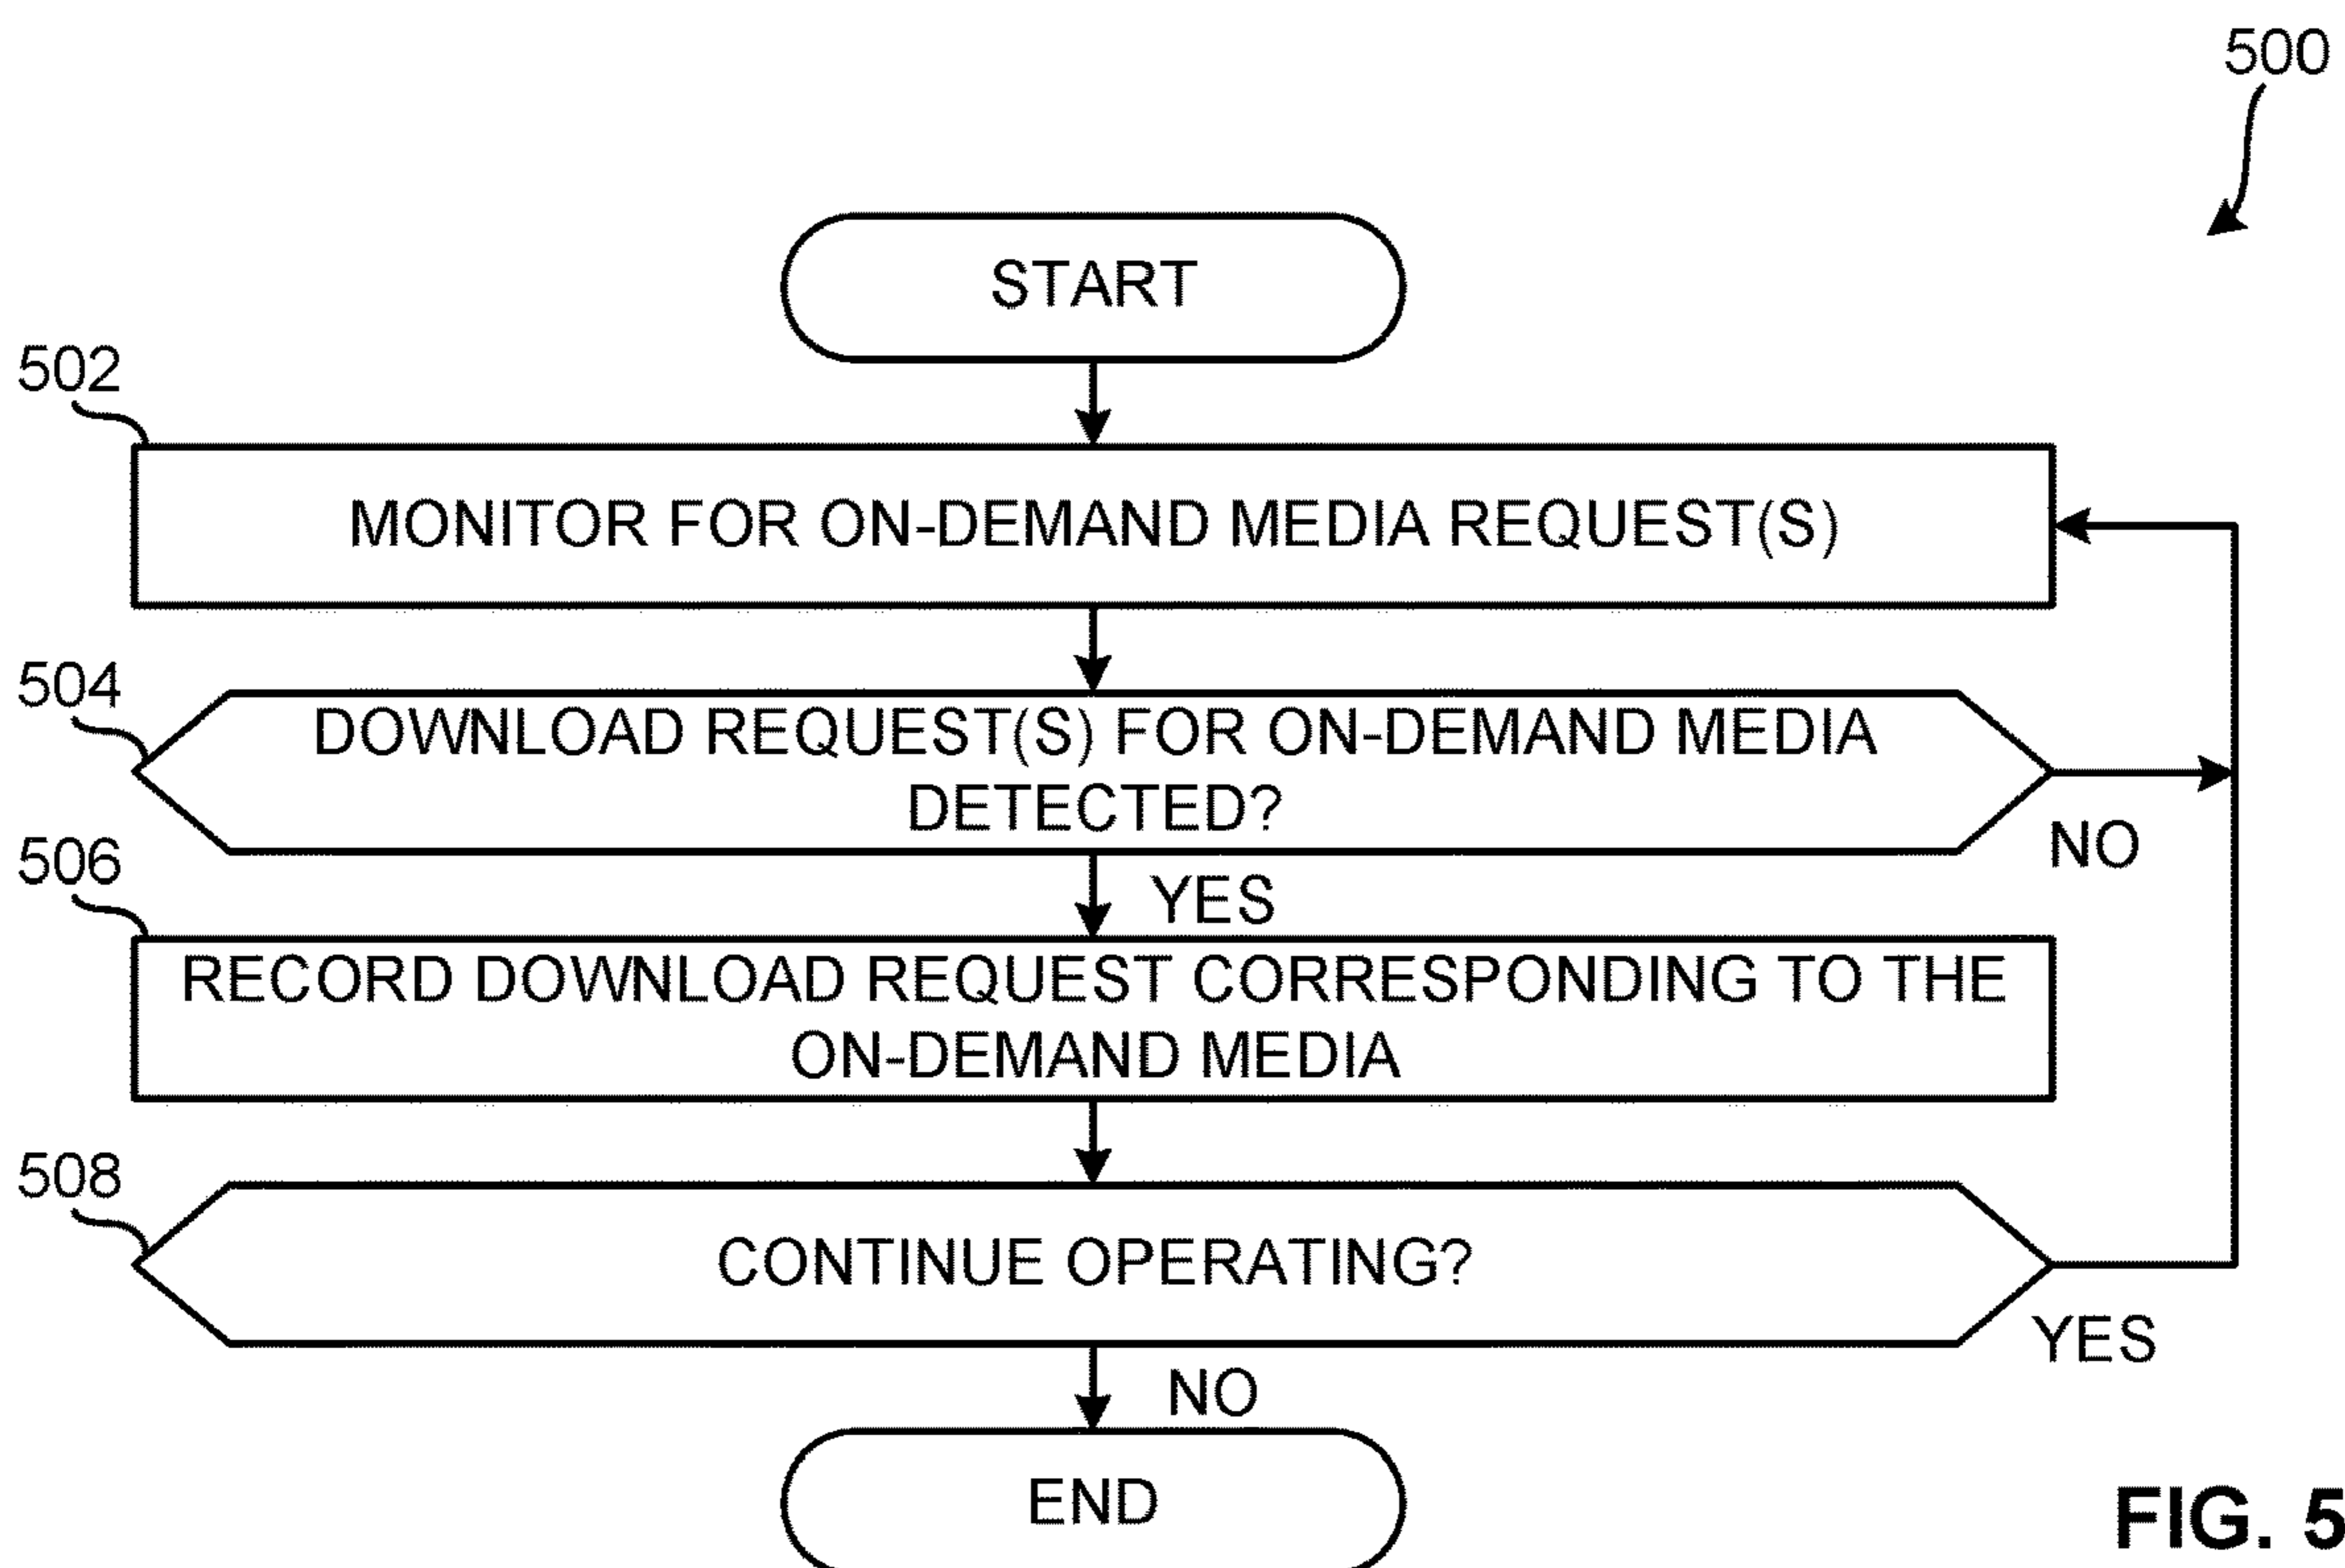 500
START
502
MONITOR FOR ON-DEMAND MEDIA REQUEST(S)
504
DOWNLOAD REQUEST(S) FOR ON-DEMAND MEDIA
DETECTED?
NO
506
YES
RECORD DOWNLOAD REQUEST CORRESPONDING TO THE
ON-DEMAND MEDIA
508
CONTINUE OPERATING?
YES
NO
END
FIG. 5